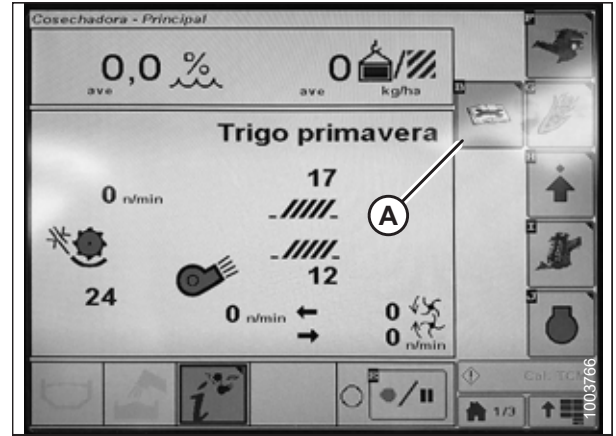 Cosechadora - Principal
0,0 %
ave
0 /
ave kg/ha
Trigo primavera
0 n/min
17
12
24
0 n/min
0
0 n/min
A
i
/
Cal. TCM
1/3
1003766